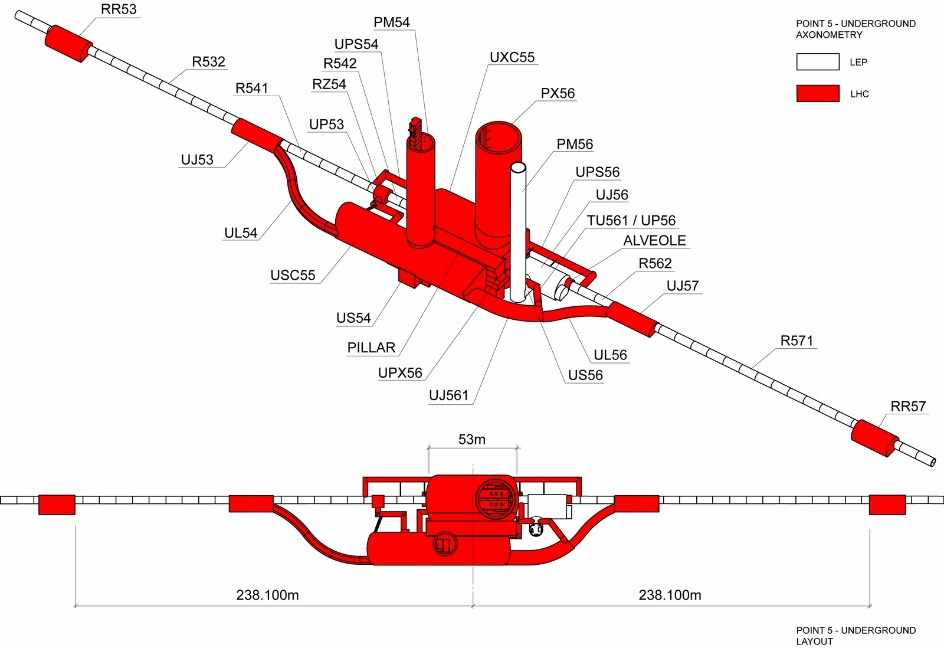 RR53
R532
R541
PM54
UPS54
R542
RZ54
UP53
UXC55
PX56
PM56
UPS56
UJ56
TU561 / UP56
ALVEOLE
R562
UJ57
R571
RR57
UJ53
UL54
USC55
US54
PILLAR
UPX56
UJ561
US56
UL56
POINT 5 - UNDERGROUND
AXONOMETRY
LEP
LHC
53m
238.100m
238.100m
POINT 5 - UNDERGROUND
LAYOUT